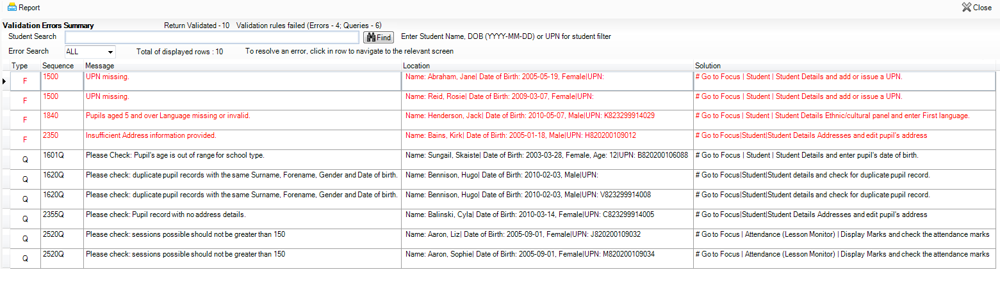 Report Close
Validation Errors Summary Return Validated - 10 Validation rules failed (Errors - 4; Queries - 6)
Student Search Find Enter Student Name, DOB (YYYY-MM-DD) or UPN for student filter
Error Search ALL Total of displayed rows : 10 To resolve an error, click in row to navigate to the relevant screen
Type Sequence Message Location Solution
F 1500 UPN missing. Name: Abraham, Jane| Date of Birth: 2005-05-19, Female|UPN: # Go to Focus | Student | Student Details and add or issue a UPN.
F 1500 UPN missing. Name: Reid, Rosie| Date of Birth: 2009-03-07, Female|UPN: # Go to Focus | Student | Student Details and add or issue a UPN.
F 1840 Pupils aged 5 and over Language missing or invalid. Name: Henderson, Jack| Date of Birth: 2010-05-07, Male|UPN: K823299914029 # Go to Focus | Student | Student Details Ethnic/cultural panel and enter First language.
F 2350 Insufficient Address information provided. Name: Bains, Kirk| Date of Birth: 2005-01-18, Male|UPN: H820200109012 # Go to Focus|Student|Student Details Addresses and edit pupil's address
Q 1601Q Please Check: Pupil's age is out of range for school type. Name: Sungail, Skaiste| Date of Birth: 2003-03-28, Female, Age: 12|UPN: B820200106088 # Go to Focus | Student | Student Details and enter pupil's date of birth.
Q 1620Q Please check: duplicate pupil records with the same Surname, Forename, Gender and Date of birth. Name: Bennison, Hugo| Date of Birth: 2010-02-03, Male|UPN: # Go to Focus|Student|Student details and check for duplicate pupil record.
Q 1620Q Please check: duplicate pupil records with the same Surname, Forename, Gender and Date of birth. Name: Bennison, Hugo| Date of Birth: 2010-02-03, Male|UPN: V823299914008 # Go to Focus|Student|Student details and check for duplicate pupil record.
Q 2355Q Please check: Pupil record with no address details. Name: Balinski, Cyla| Date of Birth: 2010-03-14, Female|UPN: C823299914005 # Go to Focus|Student|Student Details Addresses and edit pupil's address
Q 2520Q Please check: sessions possible should not be greater than 150 Name: Aaron, Liz| Date of Birth: 2005-09-01, Female|UPN: J820200109032 # Go to Focus | Attendance (Lesson Monitor) | Display Marks and check the attendance marks
Q 2520Q Please check: sessions possible should not be greater than 150 Name: Aaron, Sophie| Date of Birth: 2005-09-01, Female|UPN: M820200109034 # Go to Focus | Attendance (Lesson Monitor) | Display Marks and check the attendance marks